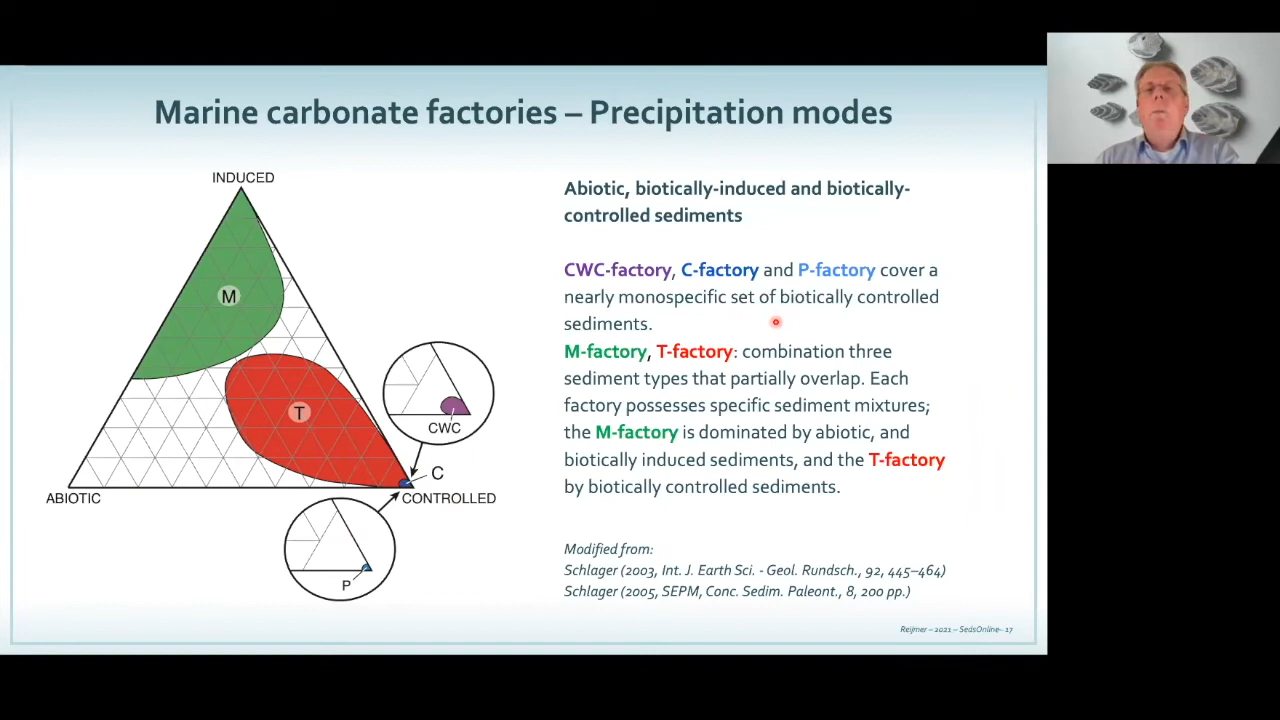 Marine carbonate factories – Precipitation modes
INDUCED
M
T
CWC
C
ABIOTIC
CONTROLLED
P
Abiotic, biotically-induced and biotically-
controlled sediments
CWC-factory, C-factory and P-factory cover a
nearly monospecific set of biotically controlled
sediments.
M-factory, T-factory: combination three
sediment types that partially overlap. Each
factory possesses specific sediment mixtures;
the M-factory is dominated by abiotic, and
biotically induced sediments, and the T-factory
by biotically controlled sediments.
Modified from:
Schlager (2003, Int. J. Earth Sci. - Geol. Rundsch., 92, 445–464)
Schlager (2005, SEPM, Conc. Sedim. Paleont., 8, 200 pp.)
Reijmer – 2021 – SedsOnline– 17